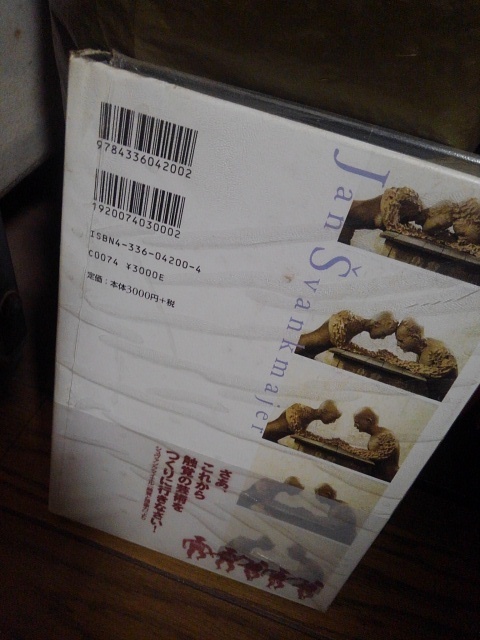 9784336042002
1920074030002
ISBN4-336-04200-4
C0074 ¥3000E
定価：本体3000円+税
Jan Švankmajer
さあ、
これから
触覚の芸術を
つくりに行きなさい！